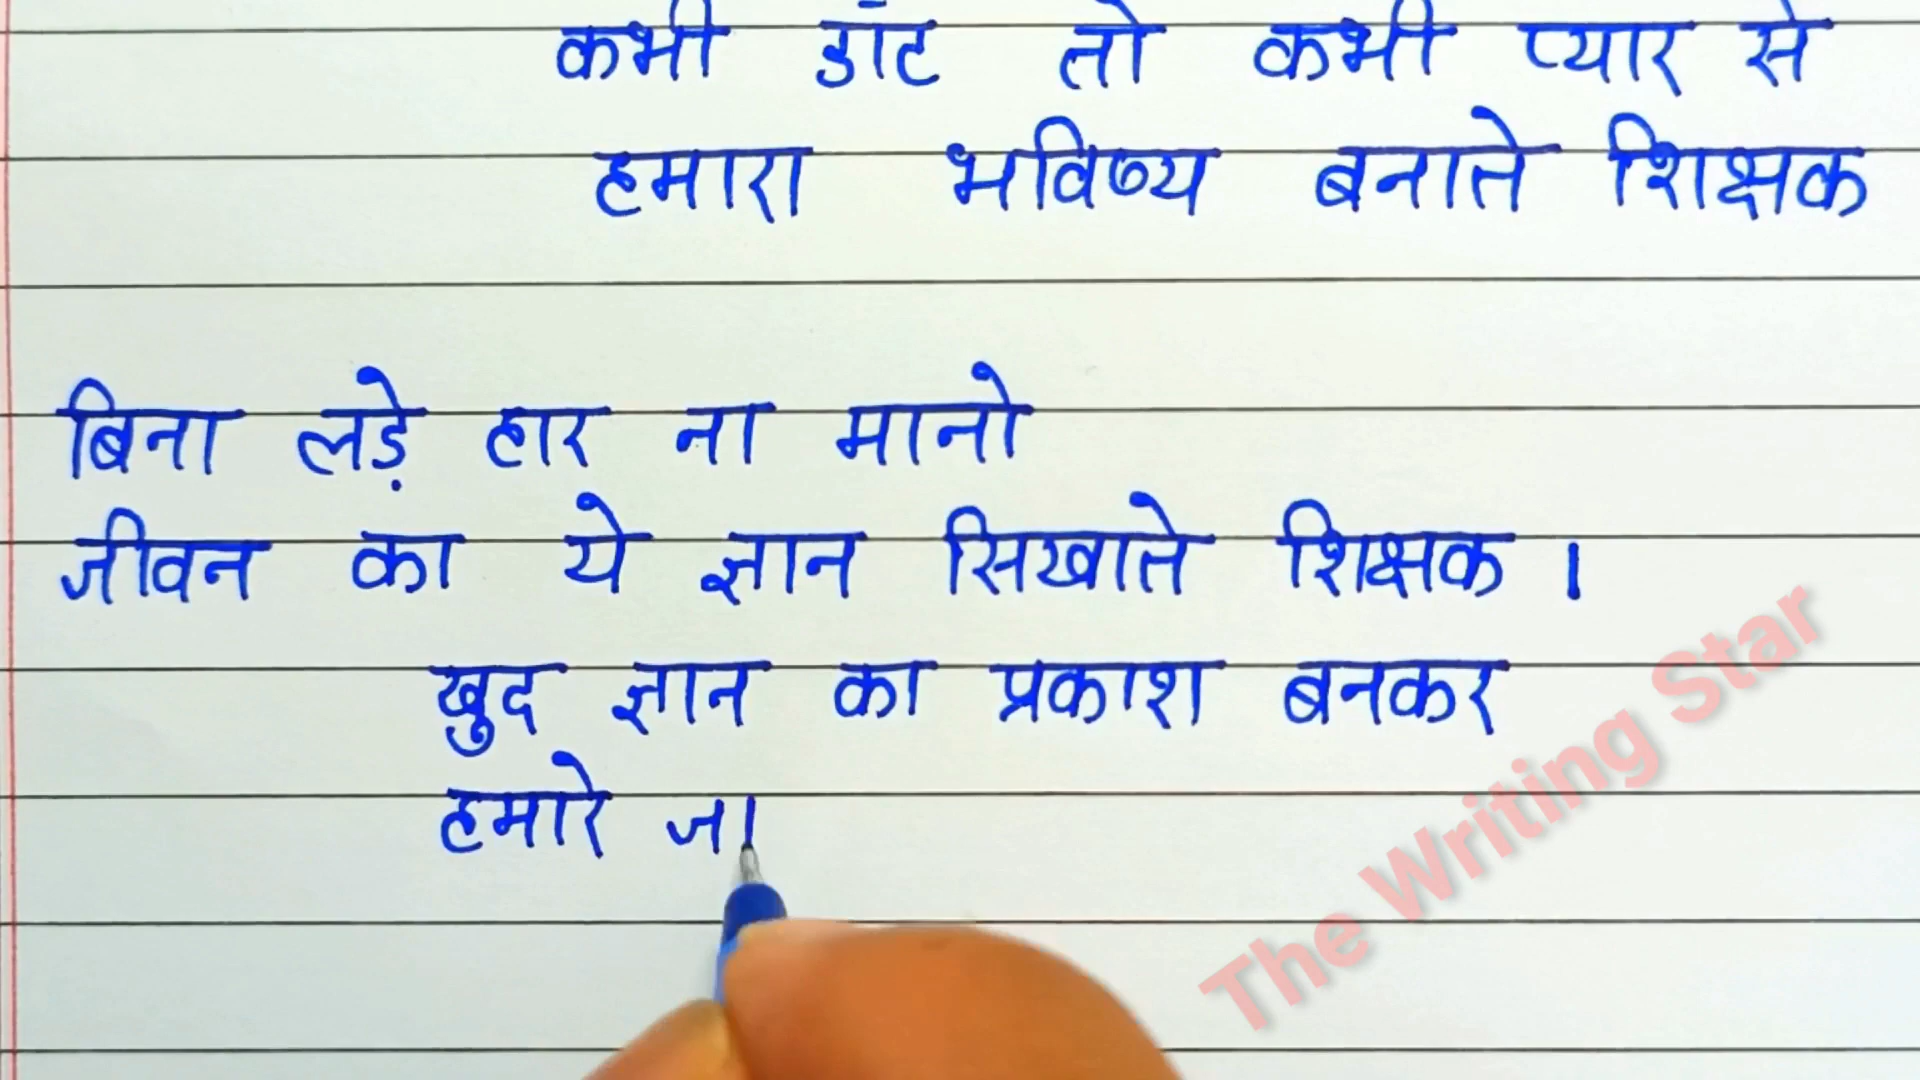 कभी डांट तो कभी प्यार से
हमारा भविष्य बनाते शिक्षक
बिना लड़े हार ना मानो
जीवन का ये ज्ञान सिखाते शिक्षक ।
खुद ज्ञान का प्रकाश बनकर
हमारे जा
The Writing Star